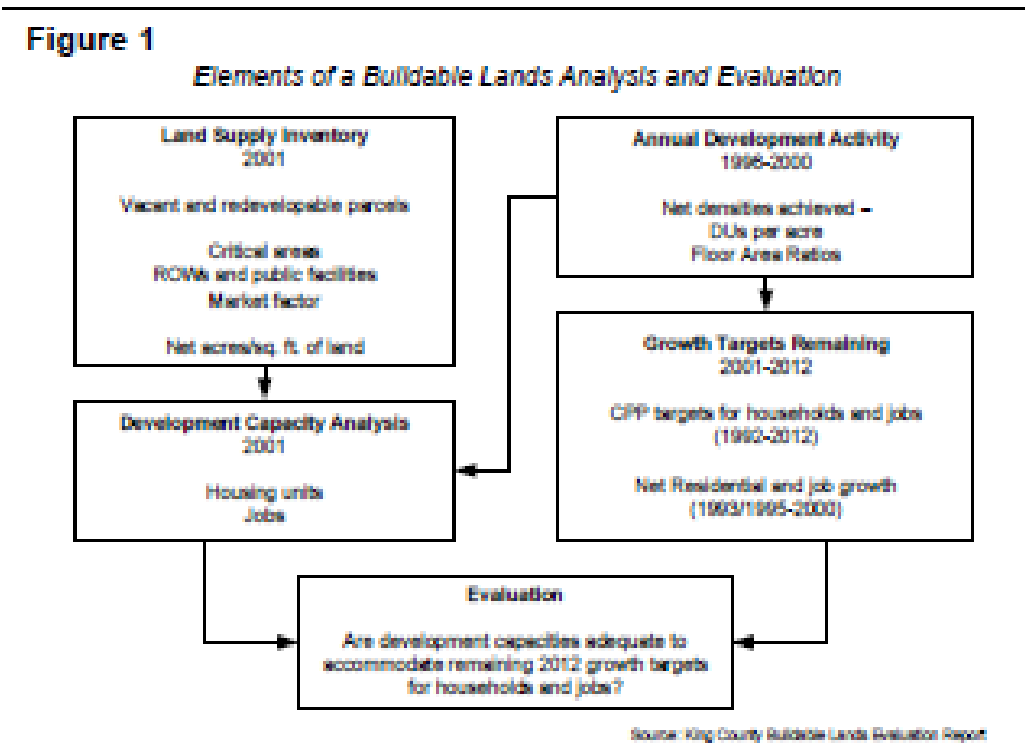 Figure 1
Elements of a Buildable Lands Analysis and Evaluation
Land Supply Inventory
2001
Vacant and redevelopable parcels
Critical areas
ROWs and public facilities
Market factor
Net acres/sq. ft. of land
Annual Development Activity
1996-2000
Net densities achieved –
DUs per acre
Floor Area Ratios
Development Capacity Analysis
2001
Housing units
Jobs
Growth Targets Remaining
2001-2012
CPP targets for households and jobs
(1992-2012)
Net Residential and job growth
(1993/1995-2000)
Evaluation
Are development capacities adequate to
accommodate remaining 2012 growth targets
for households and jobs?
Source: King County Buildable Lands Evaluation Report